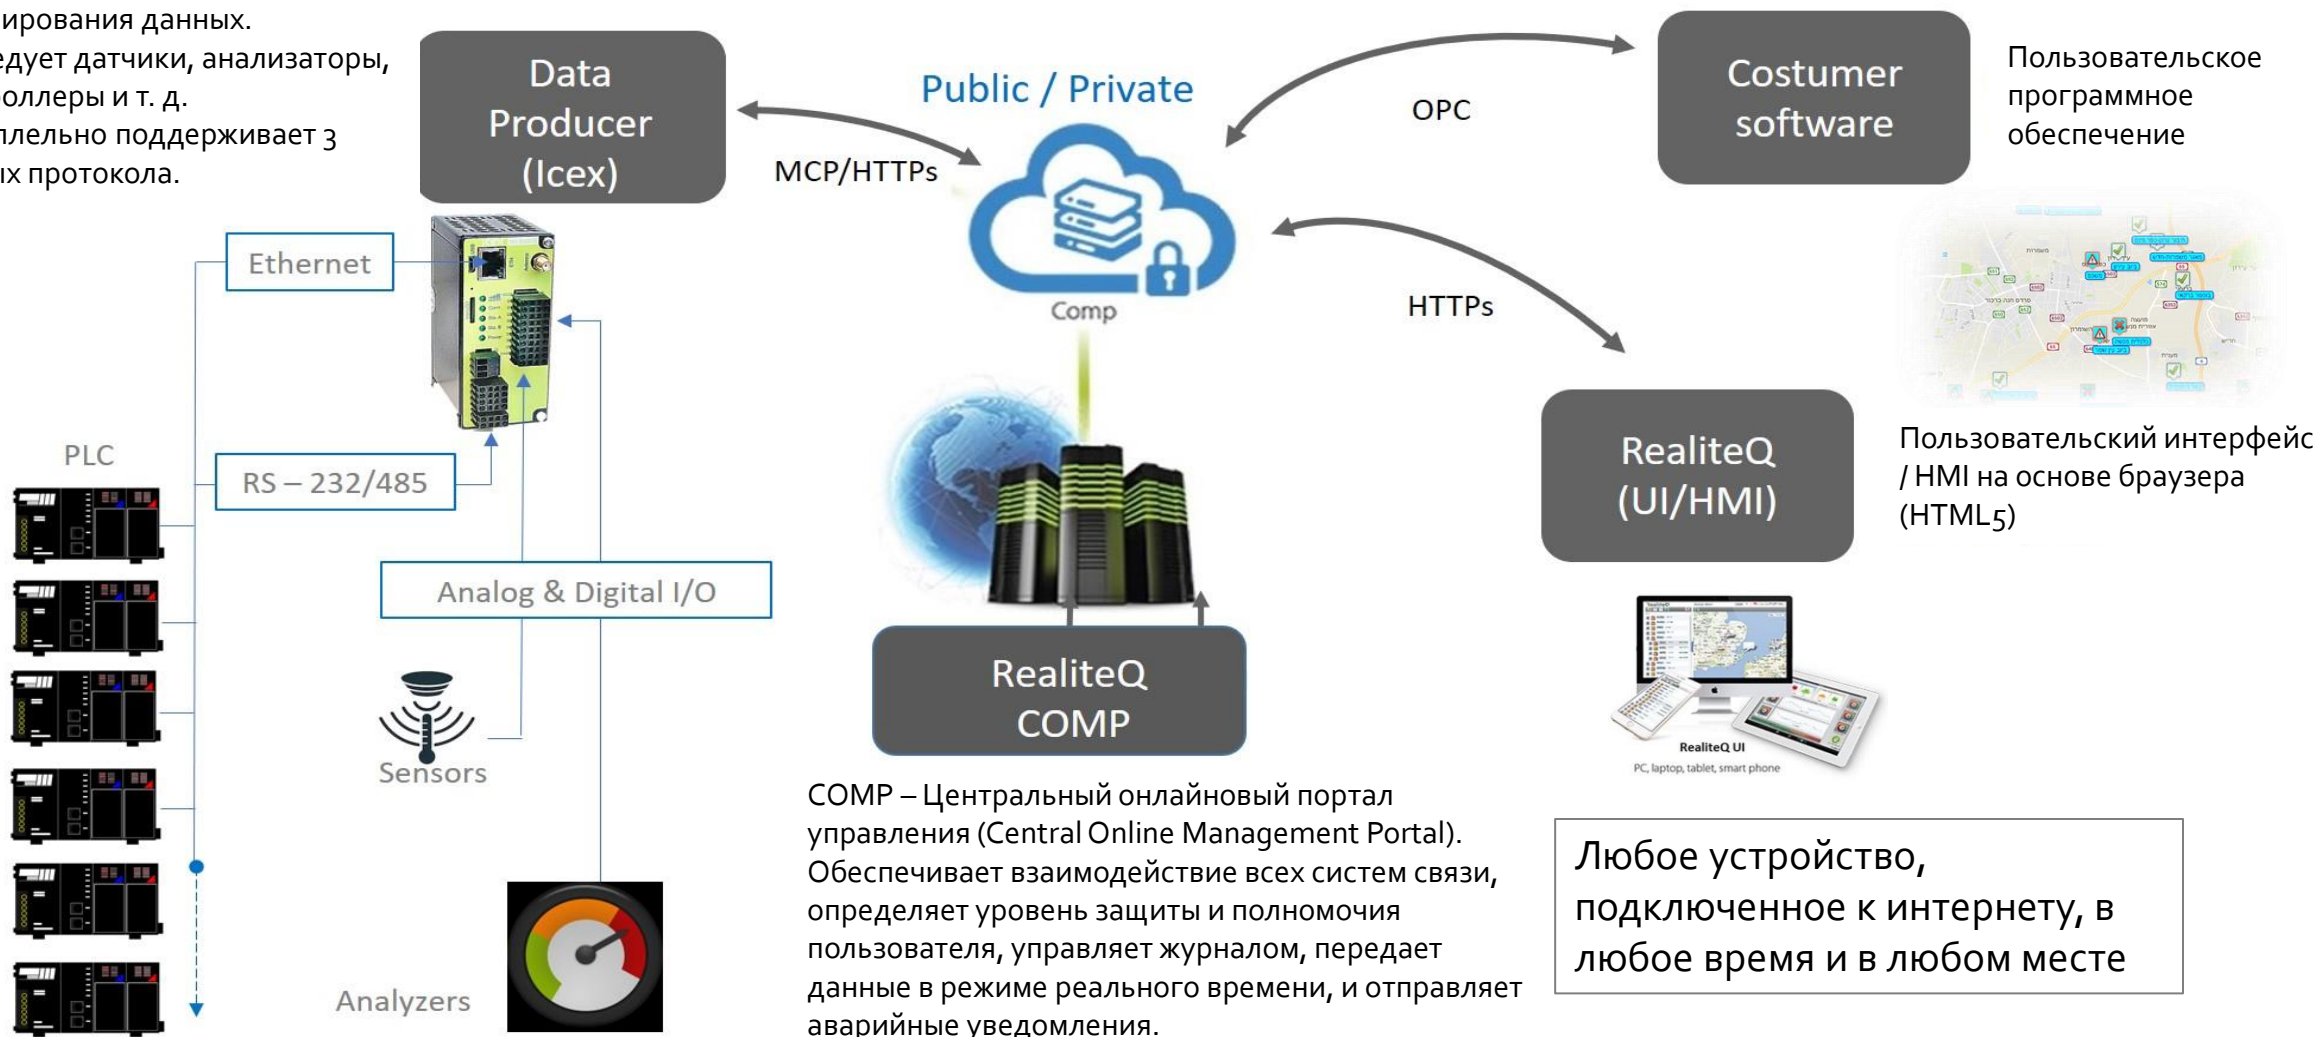 ирования данных.
едует датчики, анализаторы,
роллеры и т. д.
ллельно поддерживает 3
ых протокола.
Data
Producer
(Icex)
MCP/HTTPs
Public / Private
Comp
OPC
Costumer
software
Пользовательское
программное
обеспечение
HTTPs
Ethernet
PLC
RS – 232/485
Analog & Digital I/O
Sensors
Analyzers
RealiteQ
COMP
COMP – Центральный онлайновый портал
управления (Central Online Management Portal).
Обеспечивает взаимодействие всех систем связи,
определяет уровень защиты и полномочия
пользователя, управляет журналом, передает
данные в режиме реального времени, и отправляет
аварийные уведомления.
RealiteQ
(UI/HMI)
Пользовательский интерфейс
/ HMI на основе браузера
(HTML5)
RealiteQ UI
PC, laptop, tablet, smart phone
Любое устройство,
подключенное к интернету, в
любое время и в любом месте